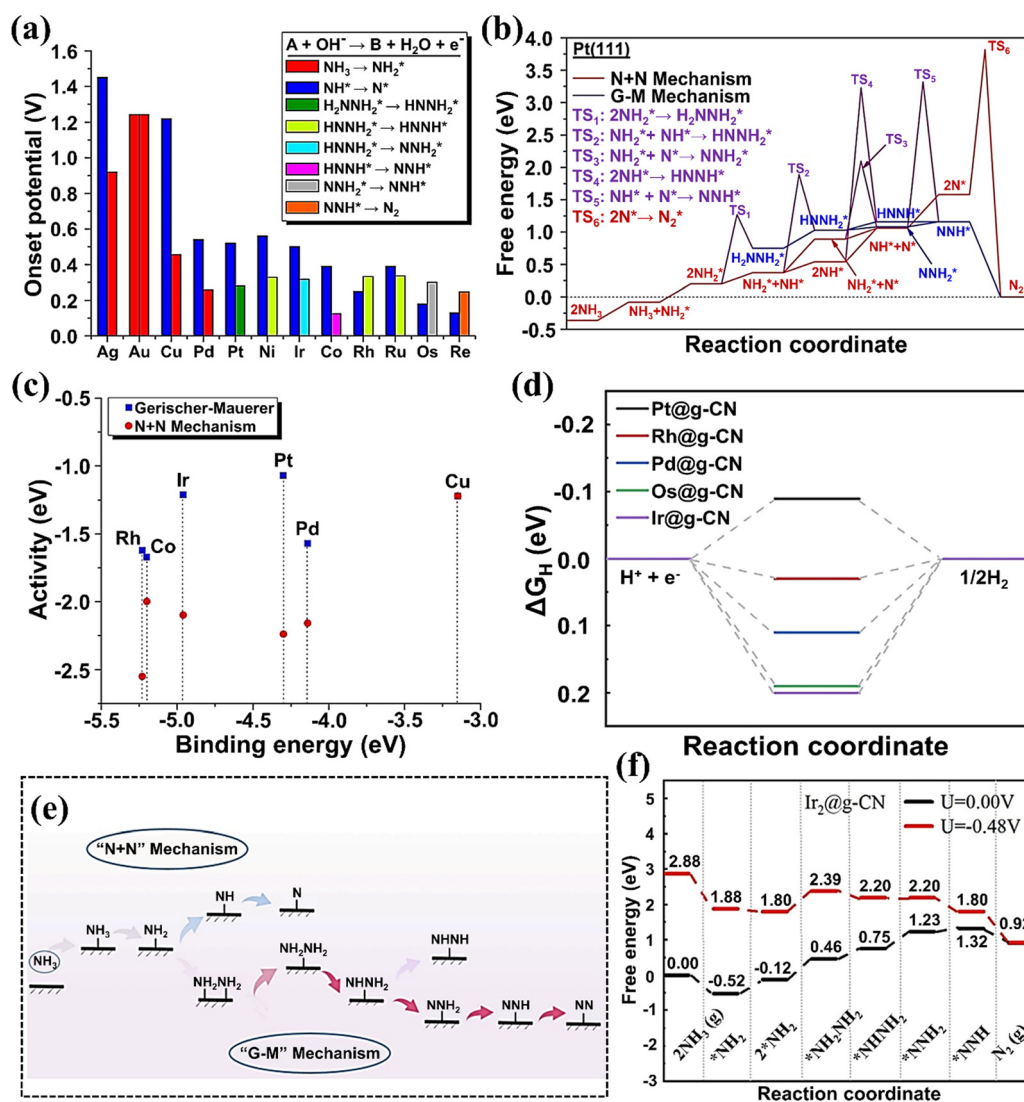 (a)
Onset potential (V)
1.6
1.4
1.2
1.0
0.8
0.6
0.4
0.2
0.0
A + OH⁻ → B + H₂O + e⁻
NH₃ → NH₂*
NH* → N*
H₂NNH₂* → HNNH₂*
HNNH₂* → HNNH*
HNNH₂* → NNH₂*
HNNH* → NNH*
NNH₂* → NNH*
NNH* → N₂
Ag Au Cu Pd Pt Ni Ir Co Rh Ru Os Re
(b)
Free energy (eV)
4.0
3.5
3.0
2.5
2.0
1.5
1.0
0.5
0.0
-0.5
Pt(111)
N+N Mechanism
G-M Mechanism
TS₁: 2NH₂* → H₂NNH₂*
TS₂: NH₂* + NH* → HNNH₂*
TS₃: NH₂* + N* → NNH₂*
TS₄: 2NH* → HNNH*
TS₅: NH* + N* → NNH*
TS₆: 2N* → N₂*
TS₆
TS₄
TS₅
TS₃
TS₂
TS₁
2N*
HNNH₂*
HNNH*
NNH*
H₂NNH₂*
NH*+N*
2NH₂*
2NH*
NNH₂*
NH₂*+NH*
NH₂*+N*
2NH₃
NH₃+NH₂*
N₂
Reaction coordinate
(c)
Activity (eV)
-0.5
-1.0
-1.5
-2.0
-2.5
Gerischer-Mauerer
N+N Mechanism
Rh
Co
Ir
Pt
Pd
Cu
-5.5 -5.0 -4.5 -4.0 -3.5 -3.0
Binding energy (eV)
(d)
ΔG_H (eV)
-0.2
-0.1
0.0
0.1
0.2
Pt@g-CN
Rh@g-CN
Pd@g-CN
Os@g-CN
Ir@g-CN
H⁺ + e⁻
1/2H₂
Reaction coordinate
(e)
"N+N" Mechanism
NH₃
NH₃
NH₂
NH
N
NH₂NH₂
NH₂NH₂
NHNH₂
NHNH
NNH₂
NNH
NN
"G-M" Mechanism
(f)
Free energy (eV)
5
4
3
2
1
0
-1
-2
-3
Ir₂@g-CN
U=0.00V
U=-0.48V
2.88
1.88
1.80
2.39
2.20
2.20
1.80
0.00
-0.52
-0.12
0.46
0.75
1.23
1.32
2NH₃ (g)
*NH₂
2*NH₂
*NH₂NH₂
*NHNH₂
*NNH₂
*NNH
N₂ (g)
Reaction coordinate